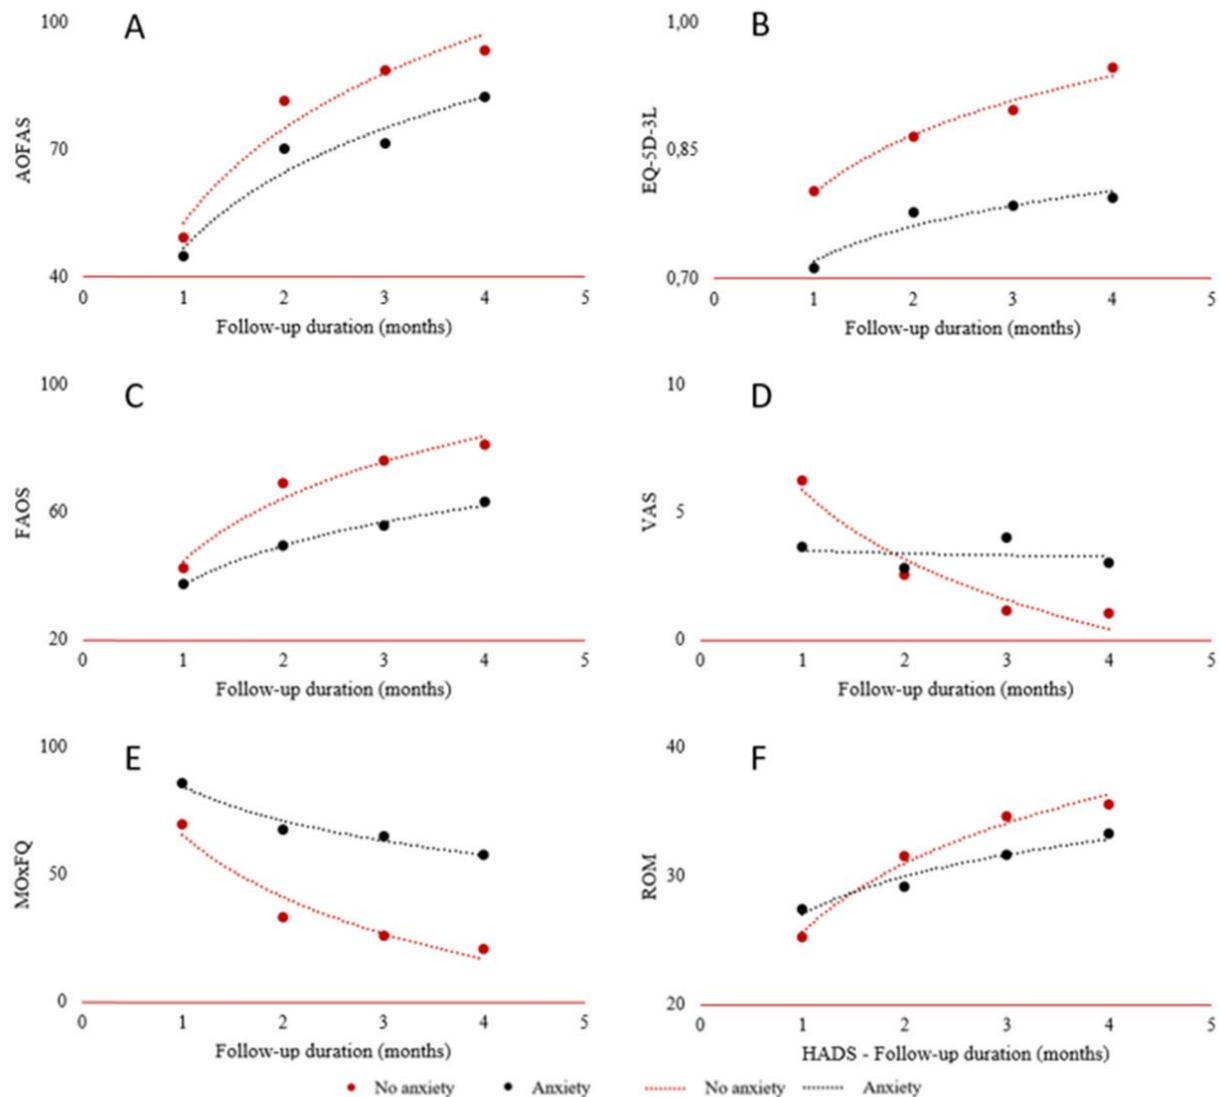 A
100
70
40
AOFAS
0 1 2 3 4 5
Follow-up duration (months)
B
1,00
0,85
0,70
EQ-5D-3L
0 1 2 3 4 5
Follow-up duration (months)
C
100
60
20
FAOS
0 1 2 3 4 5
Follow-up duration (months)
D
10
5
0
VAS
0 1 2 3 4 5
Follow-up duration (months)
E
100
50
0
MOxFQ
0 1 2 3 4 5
Follow-up duration (months)
F
40
30
20
ROM
0 1 2 3 4 5
HADS - Follow-up duration (months)
No anxiety Anxiety No anxiety Anxiety